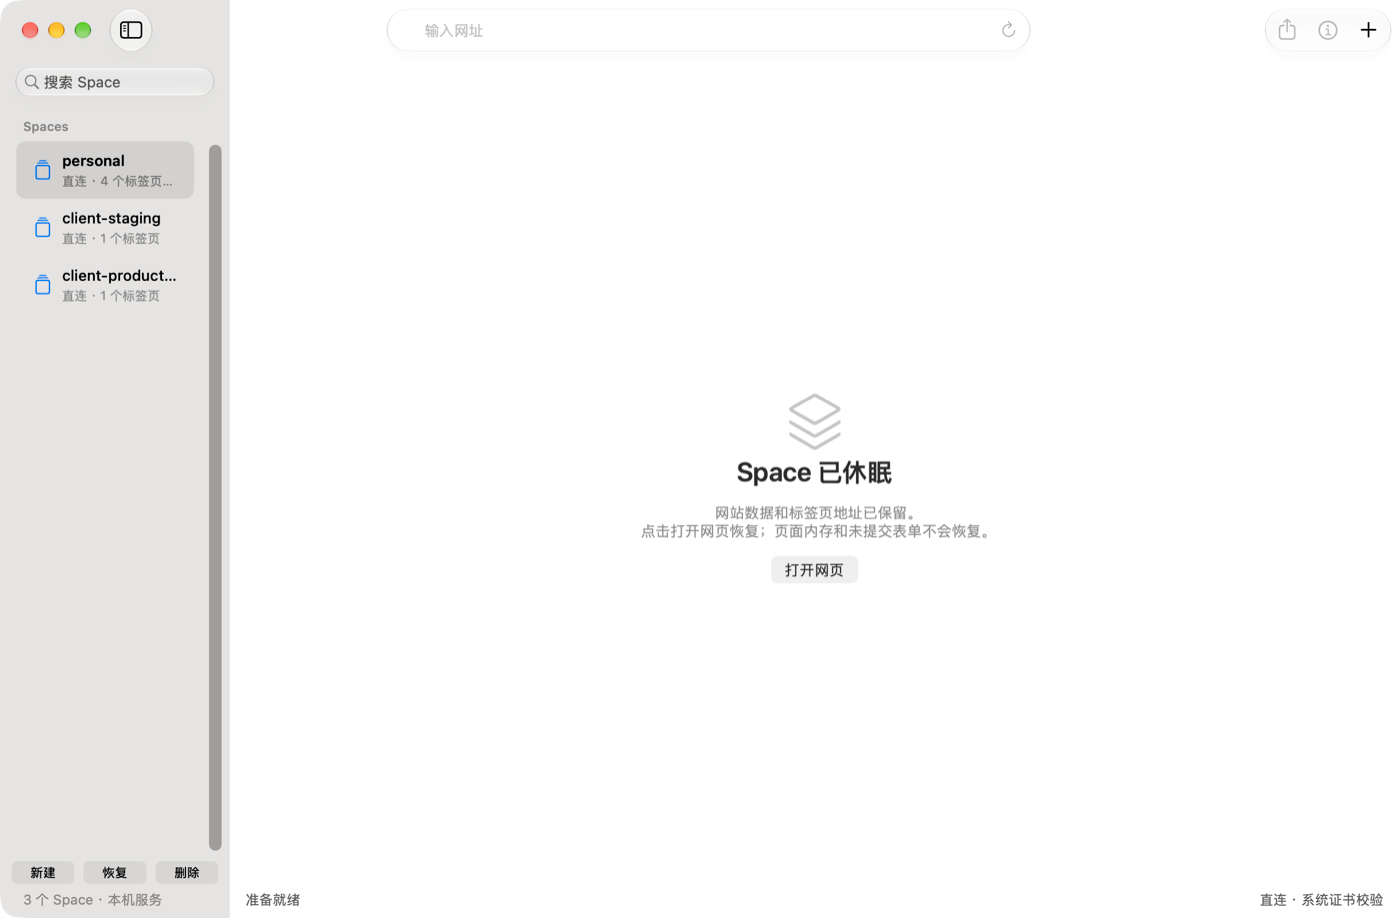 输入网址
搜索 Space
Spaces
personal
直连 · 4 个标签页...
client-staging
直连 · 1 个标签页
client-product...
直连 · 1 个标签页
Space 已休眠
网站数据和标签页地址已保留。
点击打开网页恢复；页面内存和未提交表单不会恢复。
打开网页
新建
恢复
删除
3 个 Space · 本机服务
准备就绪
直连 · 系统证书校验